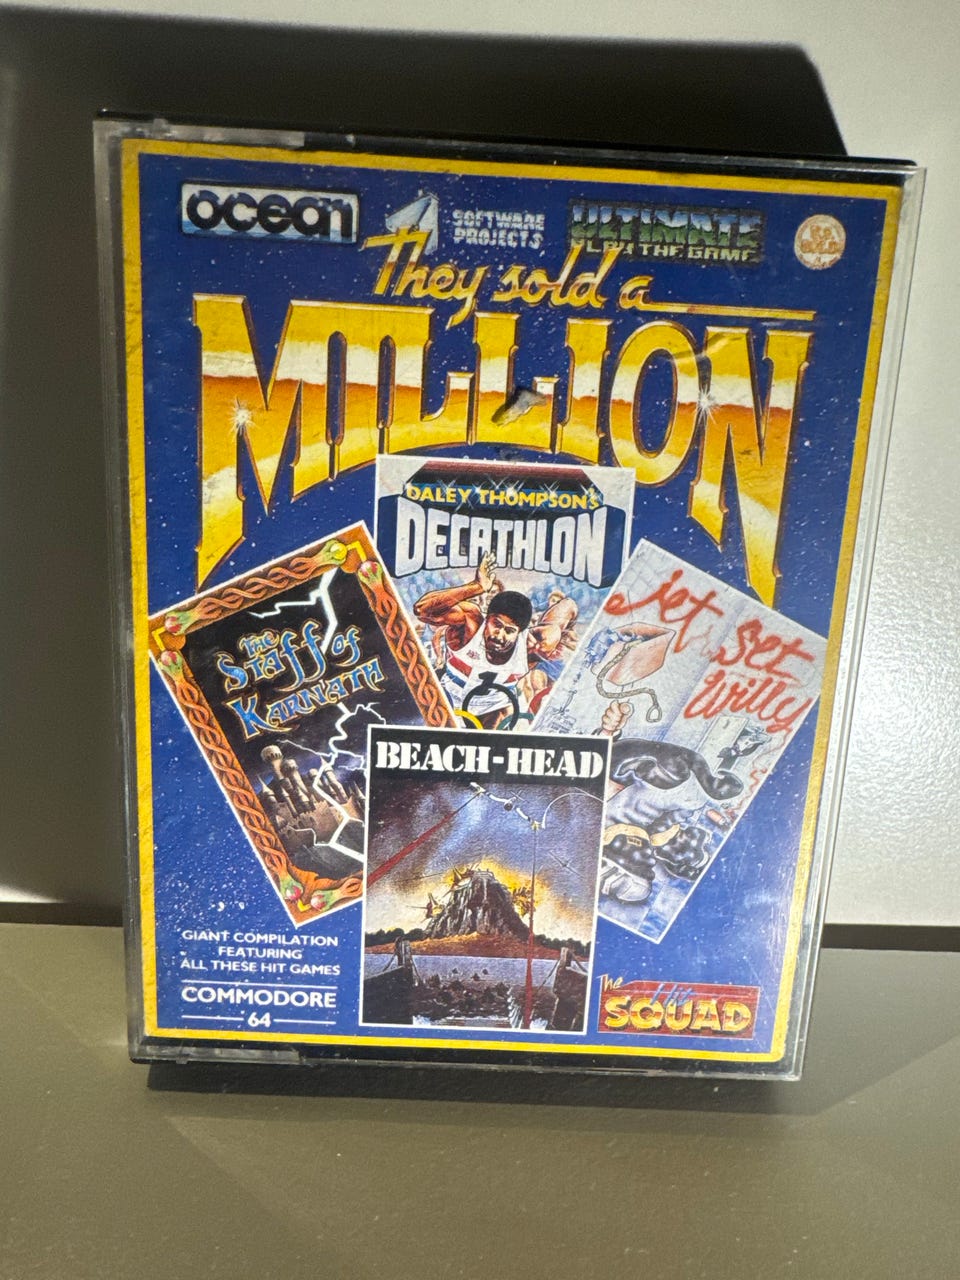 ocean
SOFTWARE
PROJECTS
ULTIMATE
PLAY THE GAME
U.S. GOLD
They sold a
MILLION
DALEY THOMPSON'S
DECATHLON
THE
STAFF of
KARNATH
jet set
willy
BEACH-HEAD
GIANT COMPILATION
FEATURING
ALL THESE HIT GAMES
COMMODORE
64
The
Hit
SQUAD